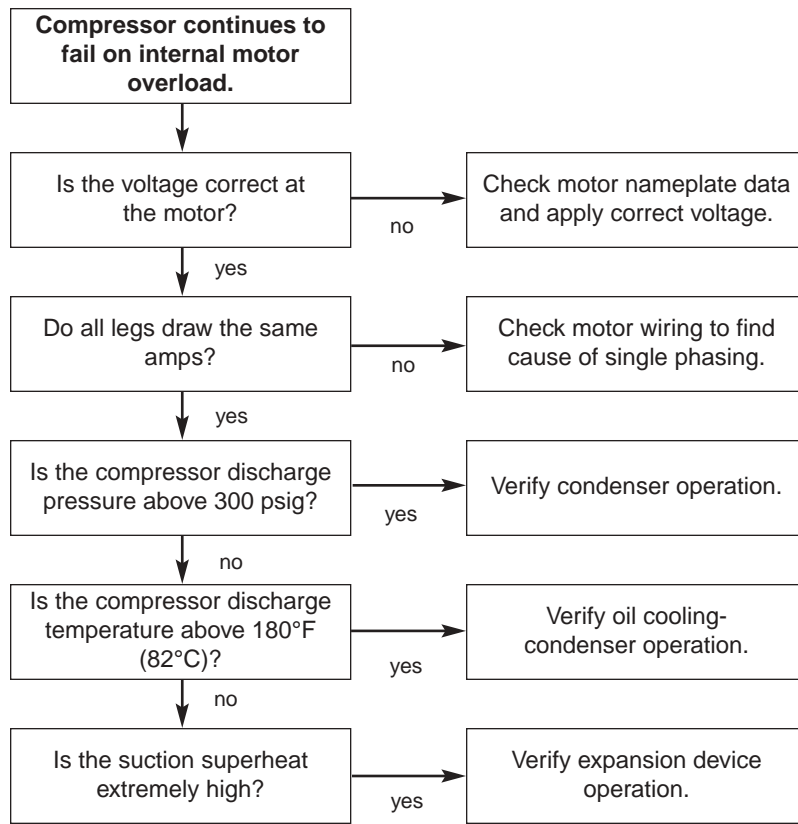 Compressor continues to
fail on internal motor
overload.
Is the voltage correct at
the motor?
no
Check motor nameplate data
and apply correct voltage.
yes
Do all legs draw the same
amps?
no
Check motor wiring to find
cause of single phasing.
yes
Is the compressor discharge
pressure above 300 psig?
yes
Verify condenser operation.
no
Is the compressor discharge
temperature above 180°F
(82°C)?
yes
Verify oil cooling-
condenser operation.
no
Is the suction superheat
extremely high?
yes
Verify expansion device
operation.